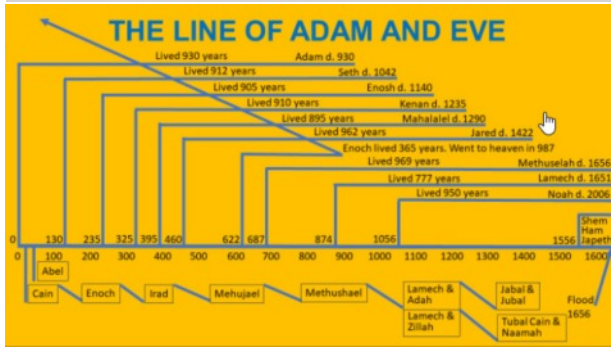 THE LINE OF ADAM AND EVE
Lived 930 years Adam d. 930
Lived 912 years Seth d. 1042
Lived 905 years Enosh d. 1140
Lived 910 years Kenan d. 1235
Lived 895 years Mahalalel d. 1290
Lived 962 years Jared d. 1422
Enoch lived 365 years. Went to heaven in 987
Lived 969 years Methuselah d. 1656
Lived 777 years Lamech d. 1651
Lived 950 years Noah d. 2006
Shem
Ham
Japeth
0 130 235 325 395 460 622 687 874 1056 1556
0 100 200 300 400 500 600 700 800 900 1000 1100 1200 1300 1400 1500 1600
Abel
Cain Enoch Irad Mehujael Methushael
Lamech &
Adah
Jabal &
Jubal
Lamech &
Zillah
Tubal Cain &
Naamah
Flood
1656